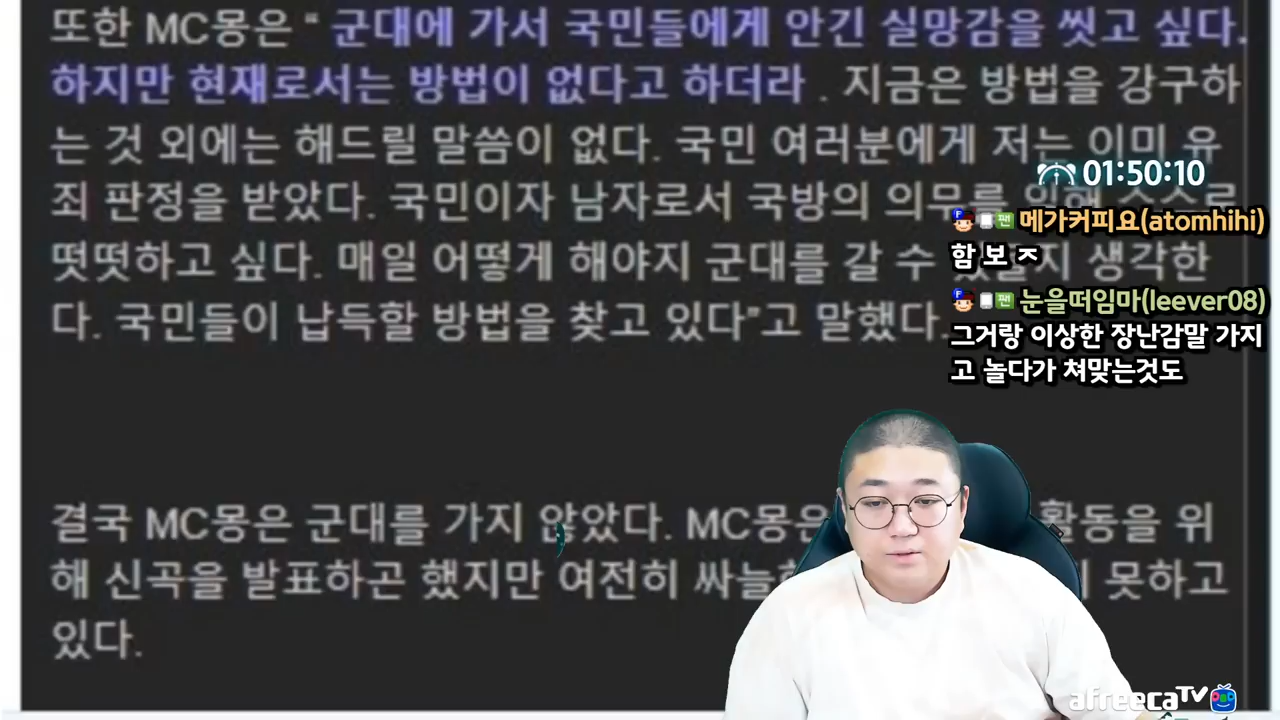 또한 MC몽은 “ 군대에 가서 국민들에게 안긴 실망감을 씻고 싶다.
하지만 현재로서는 방법이 없다고 하더라 . 지금은 방법을 강구하
는 것 외에는 해드릴 말씀이 없다. 국민 여러분에게 저는 이미 유
죄 판정을 받았다. 국민이자 남자로서 국방의 의무를
떳떳하고 싶다. 매일 어떻게 해야지 군대를 갈 수 생각한
다. 국민들이 납득할 방법을 찾고 있다”고 말했다.
01:50:10
메가커피요(atomhihi)
함 보 ㅈ
눈을떠임마(leever08)
그거랑 이상한 장난감말 가지
고 놀다가 쳐맞는것도
결국 MC몽은 군대를 가지 않았다. MC몽은 활동을 위
해 신곡을 발표하곤 했지만 여전히 못하고
있다.
afreecaTV